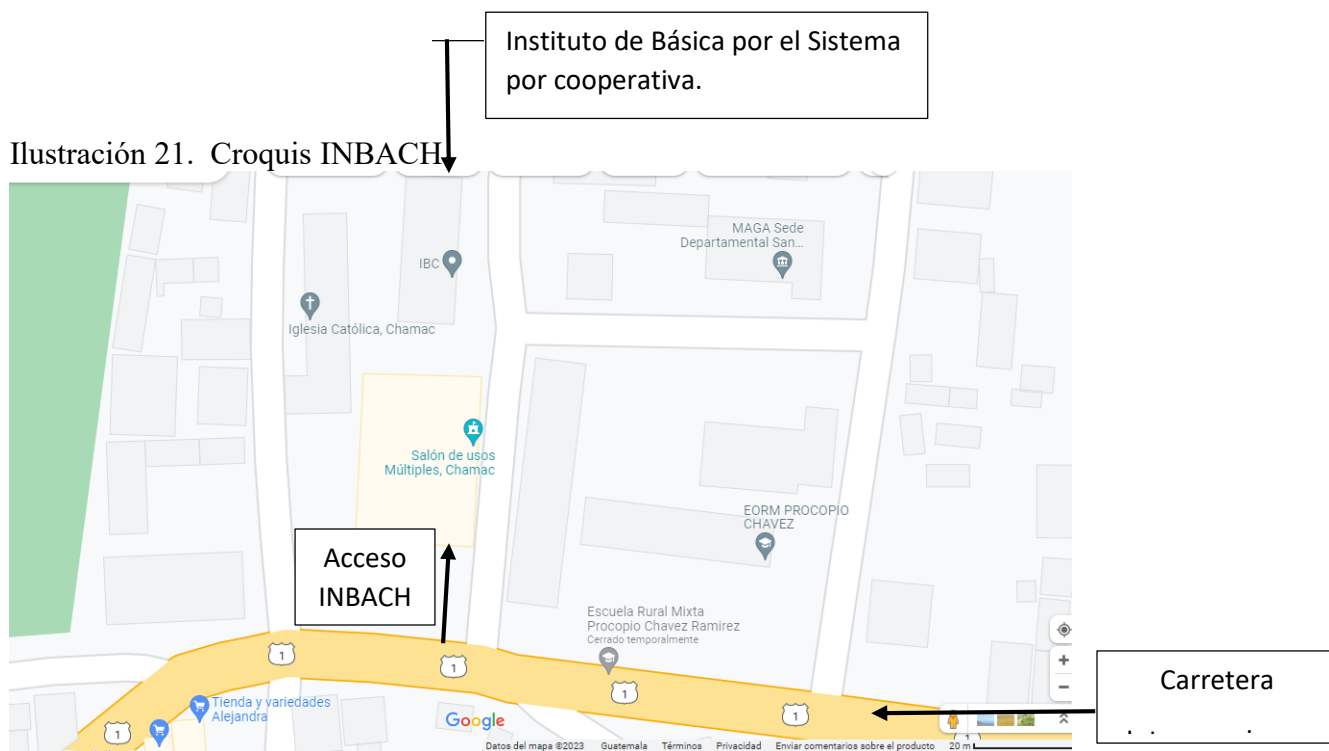 Instituto de Básica por el Sistema
por cooperativa.
Ilustración 21. Croquis INBACH
MAGA Sede
Departamental San...
IBC
Iglesia Católica, Chamac
Salón de usos
Múltiples, Chamac
EORM PROCOPIO
CHAVEZ
Acceso
INBACH
Escuela Rural Mixta
Procopio Chavez Ramirez
Cerrado temporalmente
1
1
1
1
1
1
Carretera
Tienda y variedades
Alejandra
Google
Datos del mapa ©2023 Guatemala Términos Privacidad Enviar comentarios sobre el producto 20 m